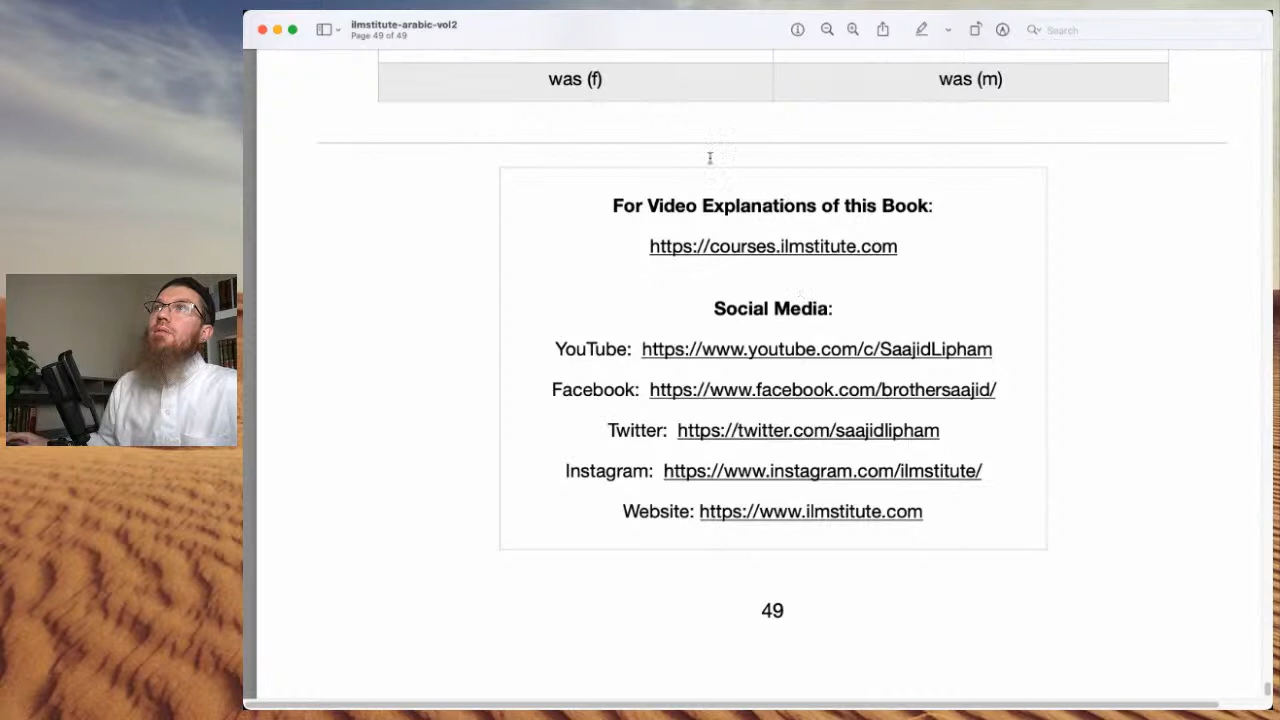 ilmstitute-arabic-vol2
Page 49 of 49
Search
was (f)
was (m)
For Video Explanations of this Book:
https://courses.ilmstitute.com
Social Media:
YouTube: https://www.youtube.com/c/SaajidLipham
Facebook: https://www.facebook.com/brothersaajid/
Twitter: https://twitter.com/saajidlipham
Instagram: https://www.instagram.com/ilmstitute/
Website: https://www.ilmstitute.com
49